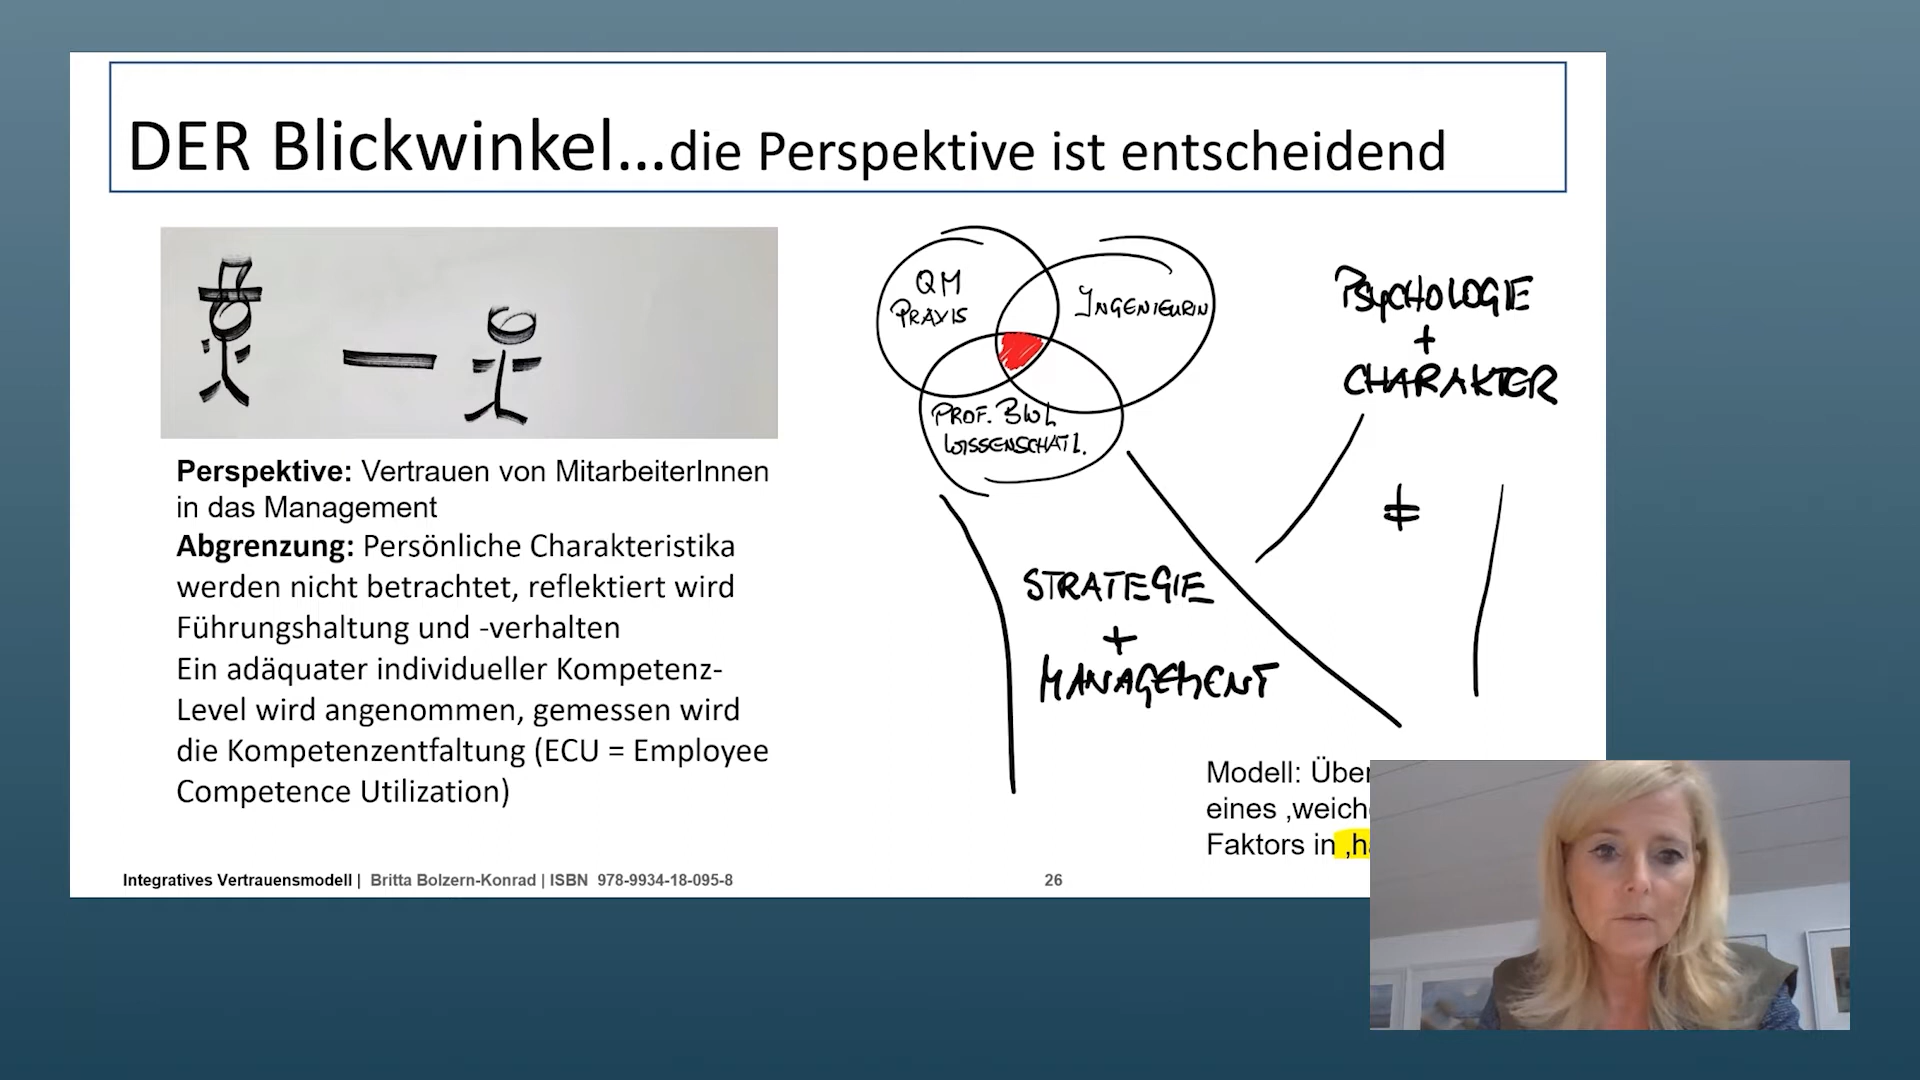 DER Blickwinkel...die Perspektive ist entscheidend
Perspektive: Vertrauen von MitarbeiterInnen
in das Management
Abgrenzung: Persönliche Charakteristika
werden nicht betrachtet, reflektiert wird
Führungshaltung und -verhalten
Ein adäquater individueller Kompetenz-
Level wird angenommen, gemessen wird
die Kompetenzentfaltung (ECU = Employee
Competence Utilization)
QM
PRAXIS
INGENIEURIN
PROF. BWL
WISSENSCHATL.
PSYCHOLOGIE
+
CHARAKTER
≠
STRATEGIE
+
MANAGEMENT
Modell: Über
eines ‚weich
Faktors in ‚h
Integratives Vertrauensmodell | Britta Bolzern-Konrad | ISBN 978-9934-18-095-8
26